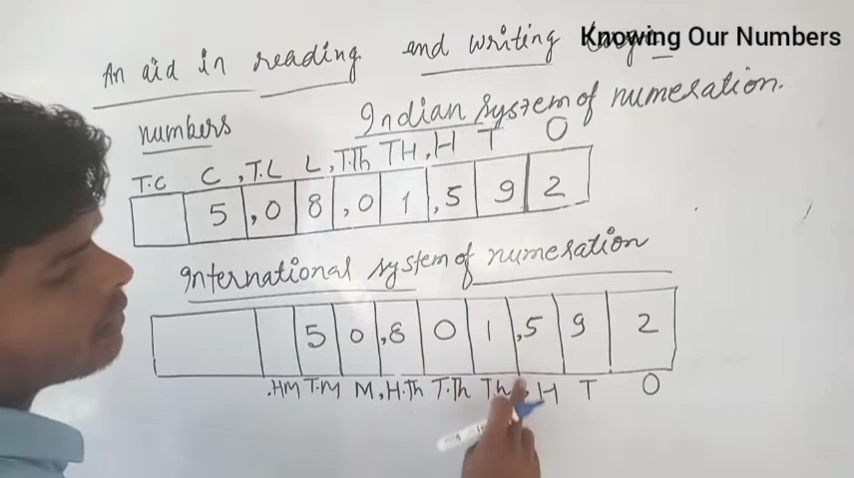 Knowing Our Numbers
An aid in reading and writing
numbers
Indian system of numeration.
T.C C , T.L L , T.Th TH , H T O
5 , 0 8 , 0 1 , 5 9 2
International system of numeration
5 0 , 8 0 1 , 5 9 2
.HM T.M M , H.Th T.Th Th , H T O